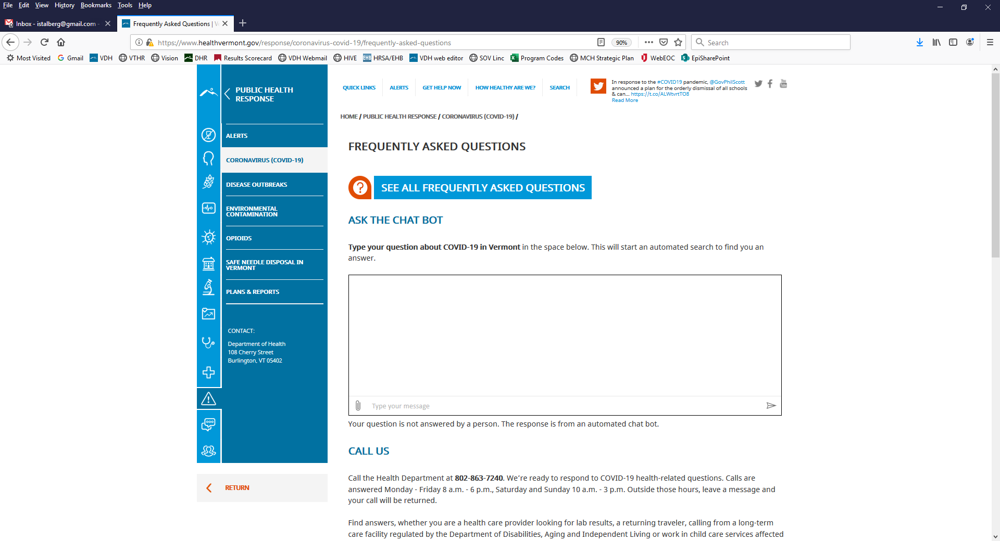 File Edit View History Bookmarks Tools Help
Inbox - istalberg@gmail.com -
Frequently Asked Questions |
https://www.healthvermont.gov/response/coronavirus-covid-19/frequently-asked-questions
90%
Search
Most Visited Gmail VDH VTHR Vision DHR Results Scorecard VDH Webmail HIVE EHB HRSA/EHB VDH web editor SOV Linc Program Codes MCH Strategic Plan WebEOC EpiSharePoint
PUBLIC HEALTH
RESPONSE
ALERTS
CORONAVIRUS (COVID-19)
DISEASE OUTBREAKS
ENVIRONMENTAL
CONTAMINATION
OPIOIDS
SAFE NEEDLE DISPOSAL IN
VERMONT
PLANS & REPORTS
CONTACT:
Department of Health
108 Cherry Street
Burlington, VT 05402
RETURN
QUICK LINKS ALERTS GET HELP NOW HOW HEALTHY ARE WE? SEARCH
In response to the #COVID19 pandemic, @GovPhilScott
announced a plan for the orderly dismissal of all schools
& can... https://t.co/ALWtvrtTO8
Read More
You
Tube
HOME / PUBLIC HEALTH RESPONSE / CORONAVIRUS (COVID-19) /
FREQUENTLY ASKED QUESTIONS
SEE ALL FREQUENTLY ASKED QUESTIONS
ASK THE CHAT BOT
Type your question about COVID-19 in Vermont in the space below. This will start an automated search to find you an
answer.
Type your message
Your question is not answered by a person. The response is from an automated chat bot.
CALL US
Call the Health Department at 802-863-7240. We’re ready to respond to COVID-19 health-related questions. Calls are
answered Monday - Friday 8 a.m. - 6 p.m., Saturday and Sunday 10 a.m. - 3 p.m. Outside those hours, leave a message and
your call will be returned.
Find answers, whether you are a health care provider looking for lab results, a returning traveler, calling from a long-term
care facility regulated by the Department of Disabilities, Aging and Independent Living or work in child care services affected